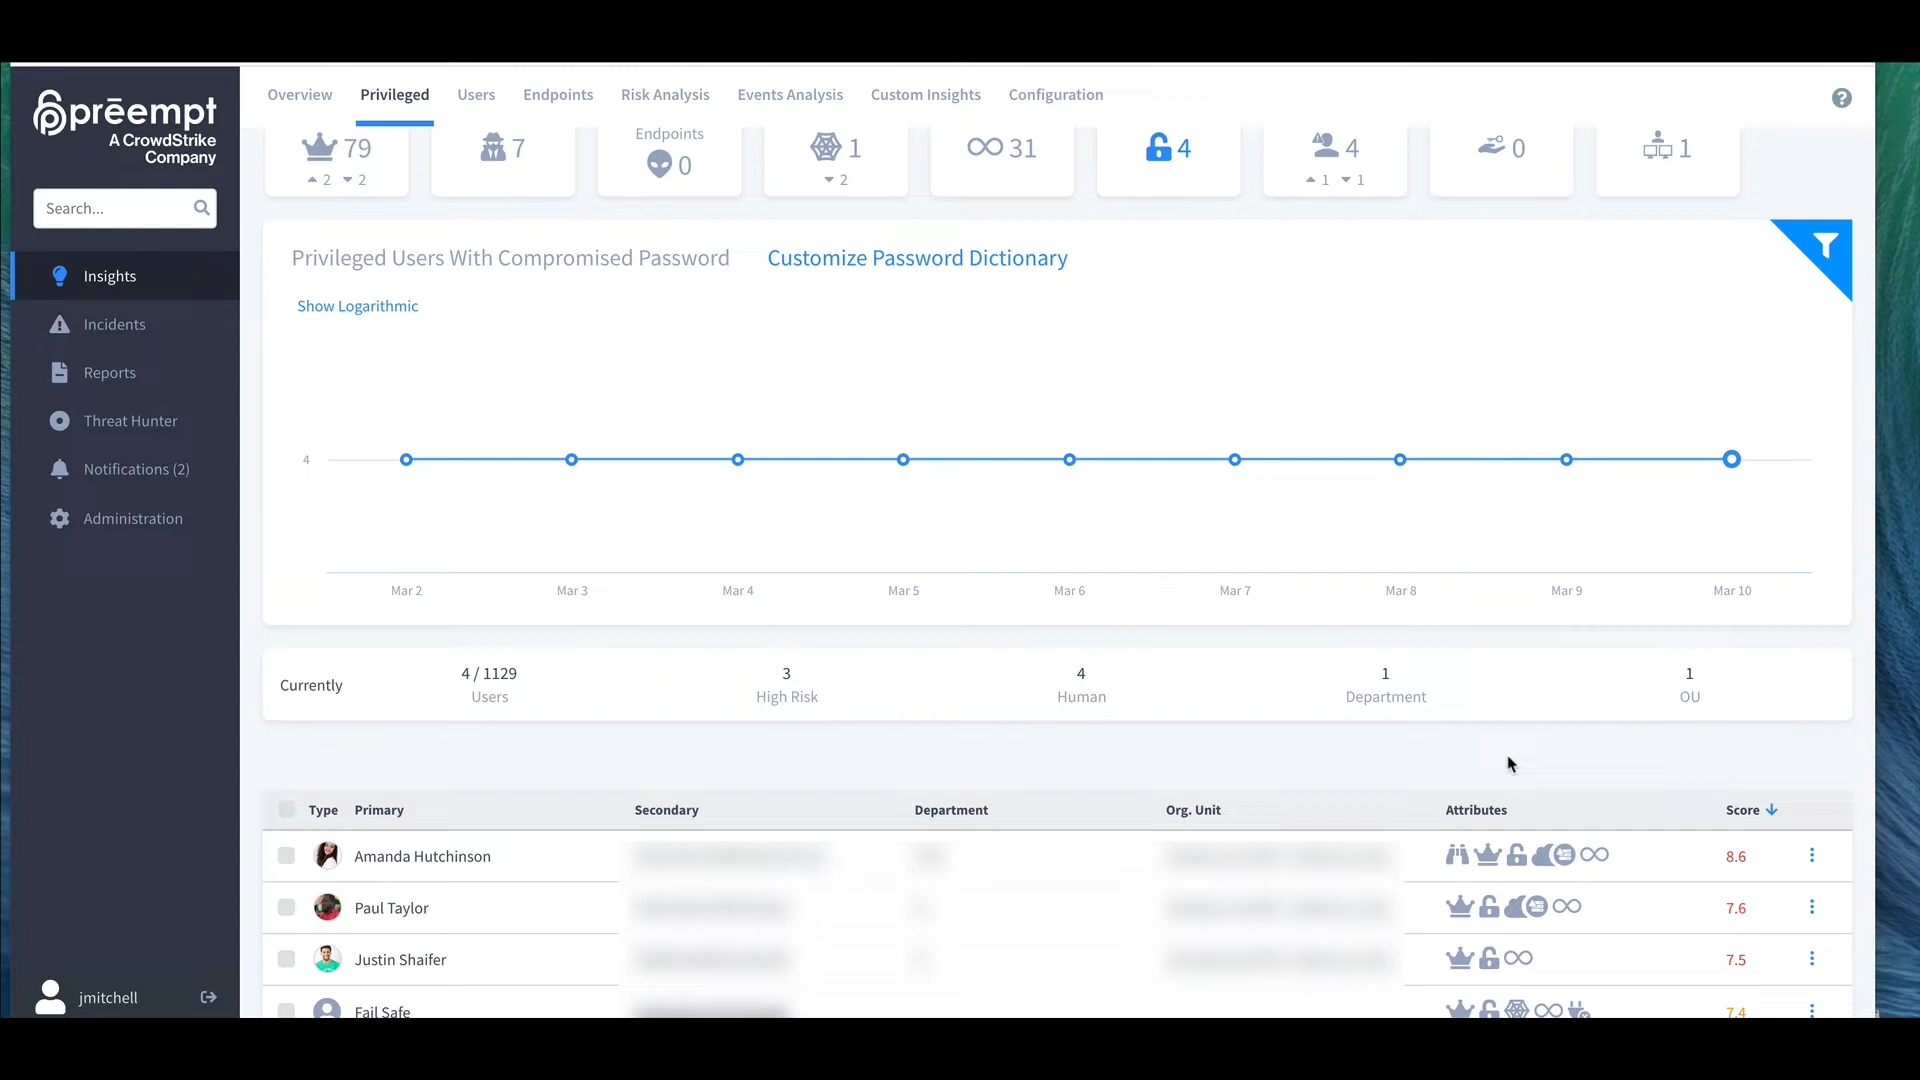 prēempt
A CrowdStrike
Company
Search...
Insights
Incidents
Reports
Threat Hunter
Notifications (2)
Administration
jmitchell
Overview Privileged Users Endpoints Risk Analysis Events Analysis Custom Insights Configuration
79
2 2
7
Endpoints
0
1
2
31
4
4
1 1
0
1
Privileged Users With Compromised Password Customize Password Dictionary
Show Logarithmic
4
Mar 2 Mar 3 Mar 4 Mar 5 Mar 6 Mar 7 Mar 8 Mar 9 Mar 10
Currently
4 / 1129
Users
3
High Risk
4
Human
1
Department
1
OU
Type Primary Secondary Department Org. Unit Attributes Score
Amanda Hutchinson 8.6
Paul Taylor 7.6
Justin Shaifer 7.5
Fail Safe 7.4